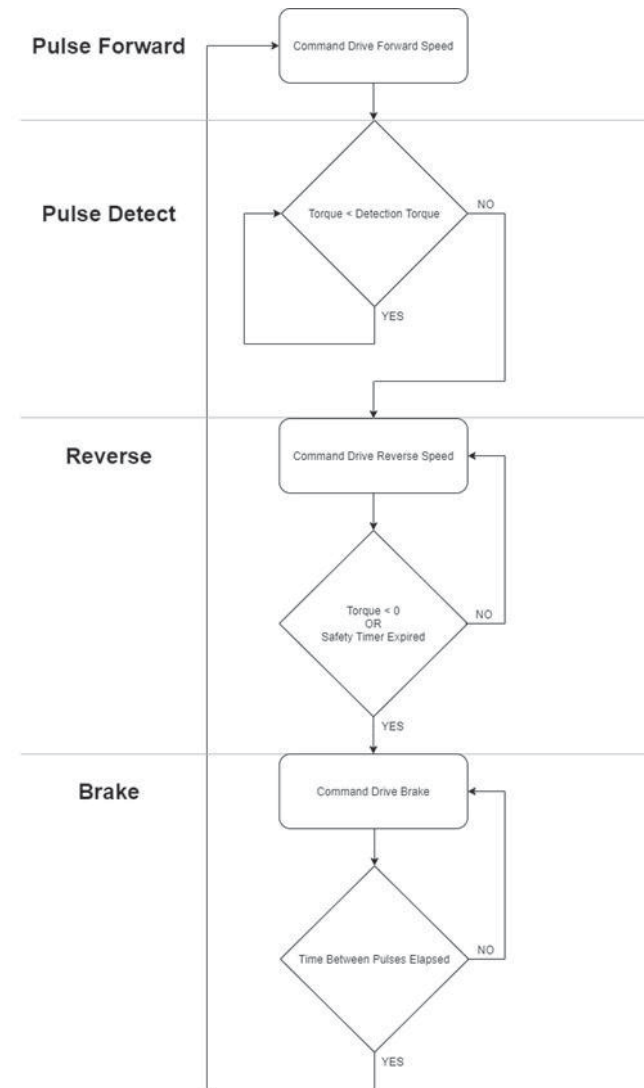 Pulse Forward
Command Drive Forward Speed
Pulse Detect
Torque < Detection Torque
NO
YES
Reverse
Command Drive Reverse Speed
Torque < 0
OR
Safety Timer Expired
NO
YES
Brake
Command Drive Brake
Time Between Pulses Elapsed
NO
YES